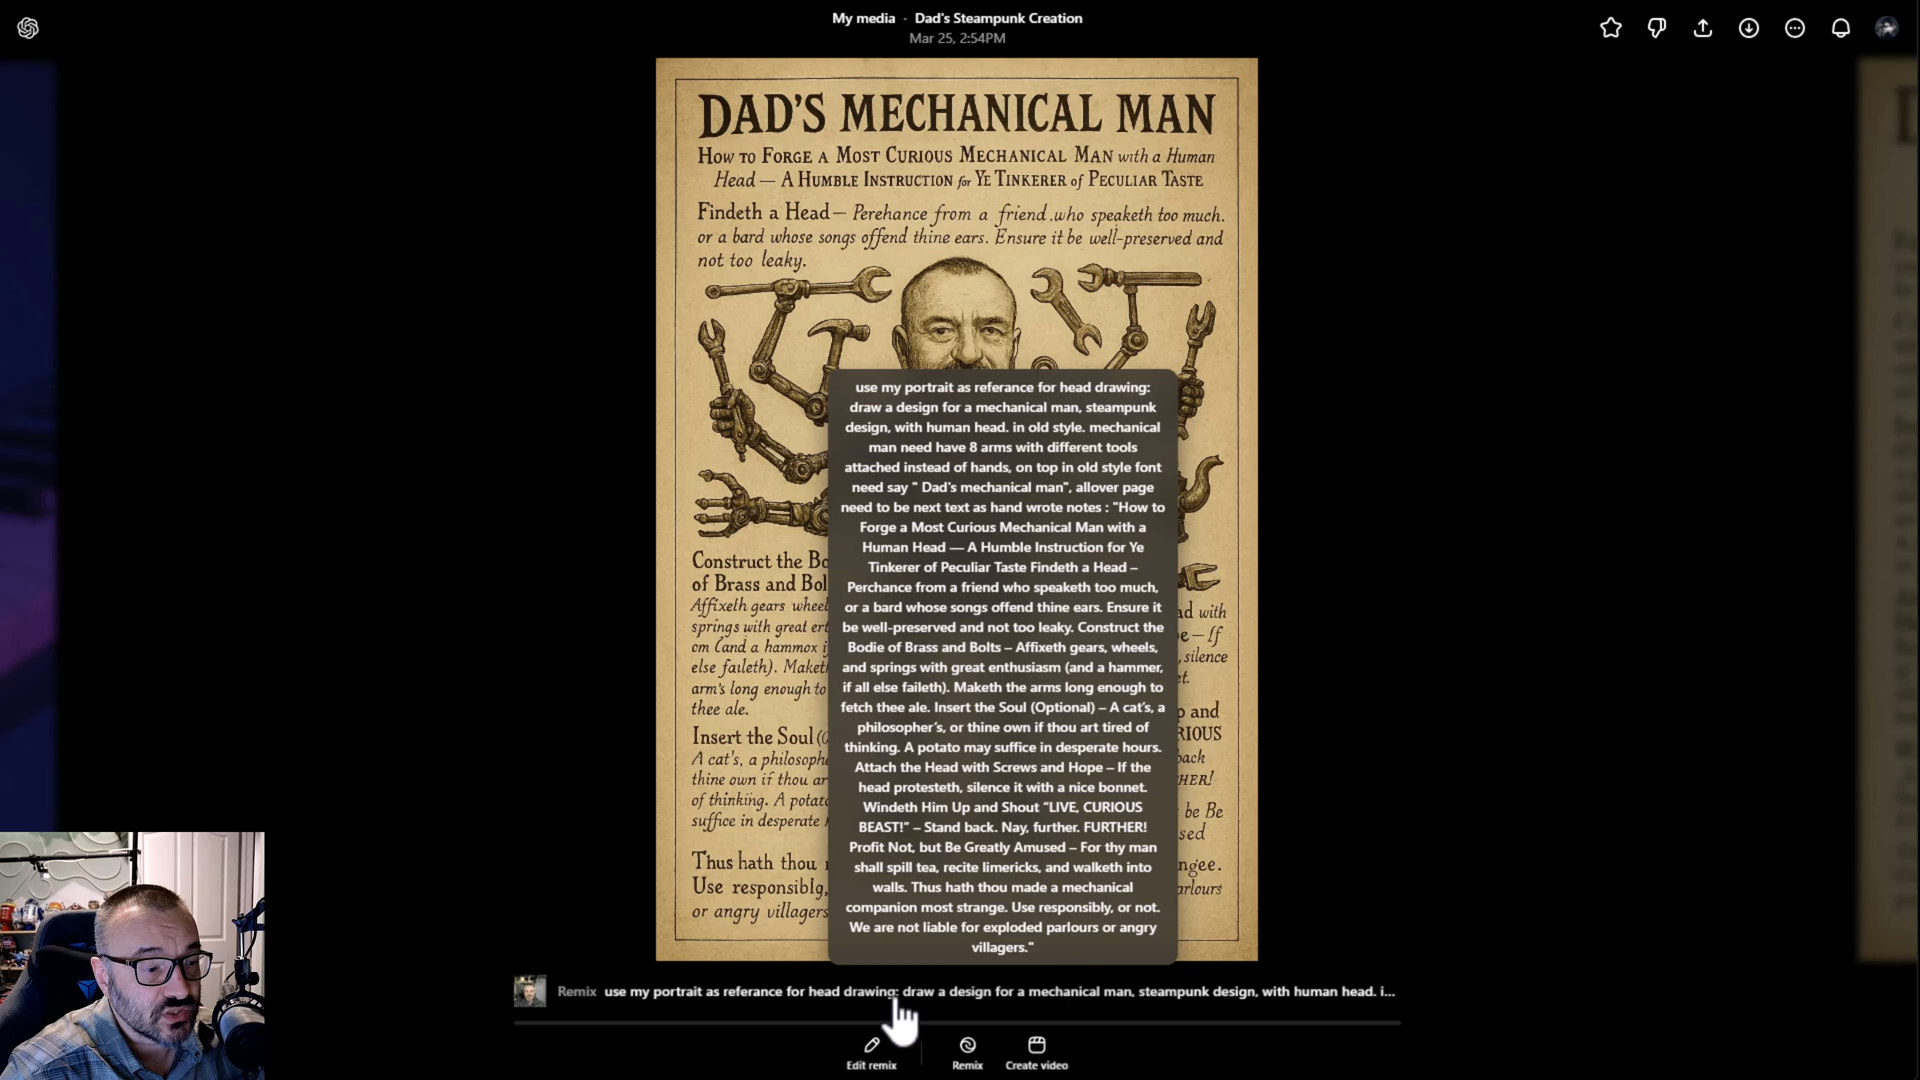 My media · Dad's Steampunk Creation
Mar 25, 2:54PM
DAD'S MECHANICAL MAN
HOW TO FORGE A MOST CURIOUS MECHANICAL MAN with a Human
Head — A HUMBLE INSTRUCTION for YE TINKERER of PECULIAR TASTE
Findeth a Head— Perehance from a friend,who speaketh too much.
or a bard whose songs offend thine ears. Ensure it be well-preserved and
not too leaky.
Construct the Bo
of Brass and Bol
Affixeth gears wheel
springs with great ert
om (and a hammox i
else faileth). Maket
arm's long enough to
thee ale.
Insert the Soul
A cat's, a philosoph
thine own if thou ar
of thinking. A potat
suffice in desperate
Thus hath thou
Use responsiblg,
or angry villagers
ad with
e—If
,silence
et.
p and
RIOUS
back
HER!
be Be
sed
ngee.
arlours
use my portrait as referance for head drawing:
draw a design for a mechanical man, steampunk
design, with human head. in old style. mechanical
man need have 8 arms with different tools
attached instead of hands, on top in old style font
need say " Dad's mechanical man", allover page
need to be next text as hand wrote notes : "How to
Forge a Most Curious Mechanical Man with a
Human Head — A Humble Instruction for Ye
Tinkerer of Peculiar Taste Findeth a Head –
Perchance from a friend who speaketh too much,
or a bard whose songs offend thine ears. Ensure it
be well-preserved and not too leaky. Construct the
Bodie of Brass and Bolts – Affixeth gears, wheels,
and springs with great enthusiasm (and a hammer,
if all else faileth). Maketh the arms long enough to
fetch thee ale. Insert the Soul (Optional) – A cat's, a
philosopher's, or thine own if thou art tired of
thinking. A potato may suffice in desperate hours.
Attach the Head with Screws and Hope – If the
head protesteth, silence it with a nice bonnet.
Windeth Him Up and Shout "LIVE, CURIOUS
BEAST!" – Stand back. Nay, further. FURTHER!
Profit Not, but Be Greatly Amused – For thy man
shall spill tea, recite limericks, and walketh into
walls. Thus hath thou made a mechanical
companion most strange. Use responsibly, or not.
We are not liable for exploded parlours or angry
villagers."
Remix use my portrait as referance for head drawing: draw a design for a mechanical man, steampunk design, with human head. i...
Edit remix
Remix
Create video